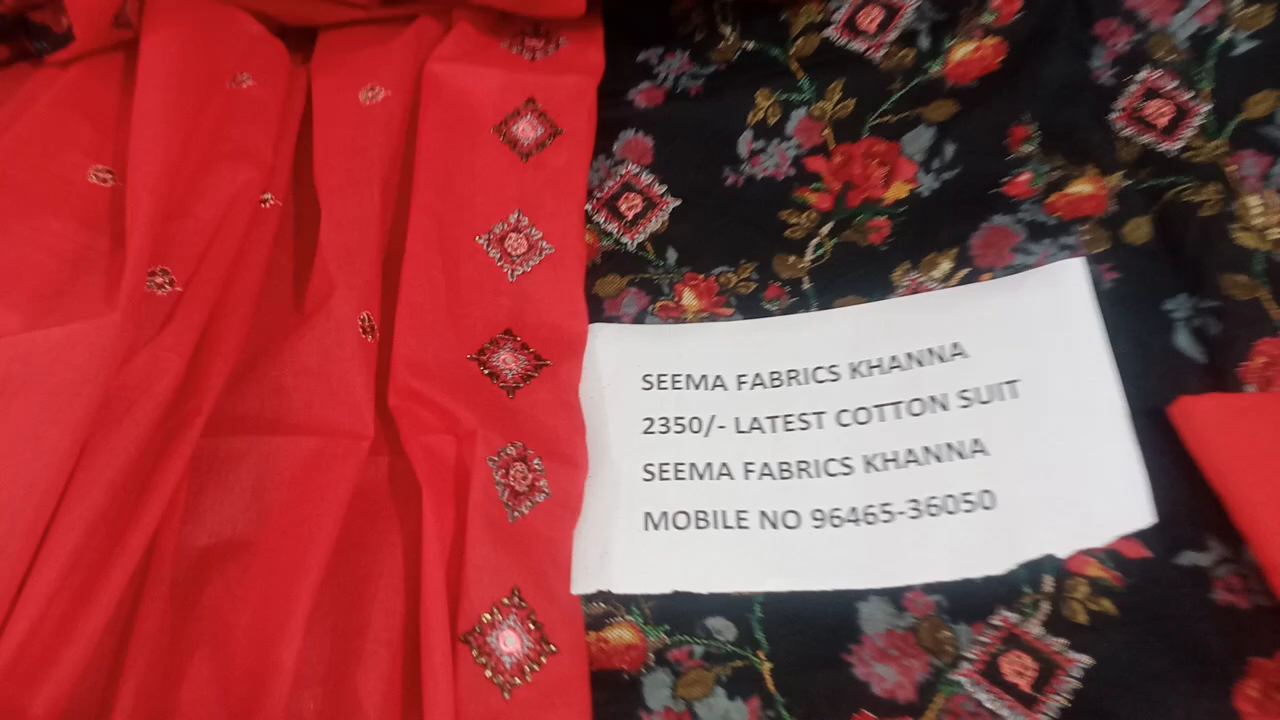 SEEMA FABRICS KHANNA
2350/- LATEST COTTON SUIT
SEEMA FABRICS KHANNA
MOBILE NO 96465-36050